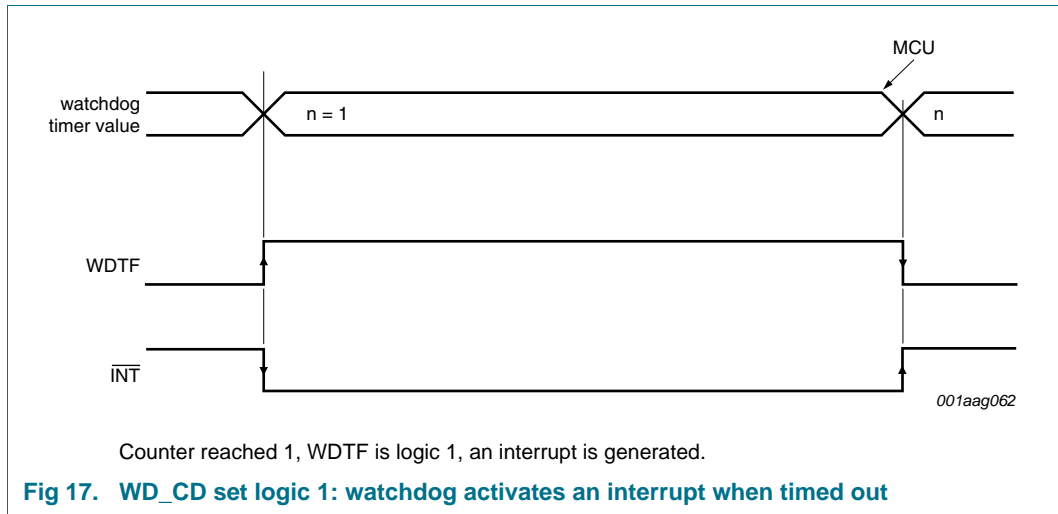 MCU
watchdog
timer value
n = 1
n
WDTF
INT
001aag062
Counter reached 1, WDTF is logic 1, an interrupt is generated.
Fig 17. WD_CD set logic 1: watchdog activates an interrupt when timed out